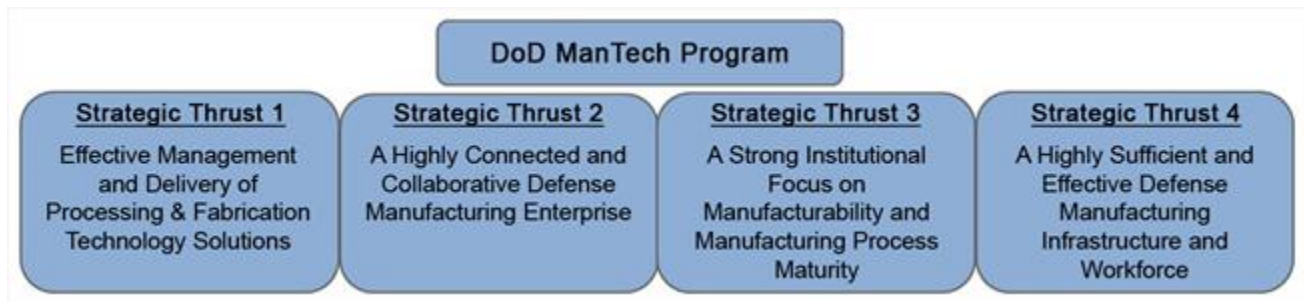 DoD ManTech Program
Strategic Thrust 1
Effective Management
and Delivery of
Processing & Fabrication
Technology Solutions
Strategic Thrust 2
A Highly Connected and
Collaborative Defense
Manufacturing Enterprise
Strategic Thrust 3
A Strong Institutional
Focus on
Manufacturability and
Manufacturing Process
Maturity
Strategic Thrust 4
A Highly Sufficient and
Effective Defense
Manufacturing
Infrastructure and
Workforce